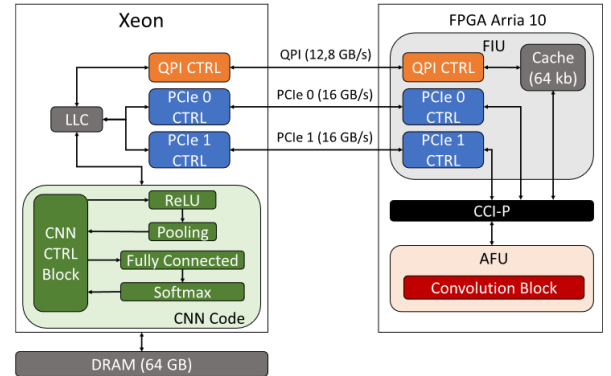 Xeon
FPGA Arria 10
FIU
QPI CTRL
QPI (12,8 GB/s)
QPI CTRL
Cache
(64 kb)
LLC
PCIe 0
CTRL
PCIe 0 (16 GB/s)
PCIe 0
CTRL
PCIe 1
CTRL
PCIe 1 (16 GB/s)
PCIe 1
CTRL
CNN
CTRL
Block
ReLU
Pooling
Fully Connected
Softmax
CNN Code
CCI-P
AFU
Convolution Block
DRAM (64 GB)